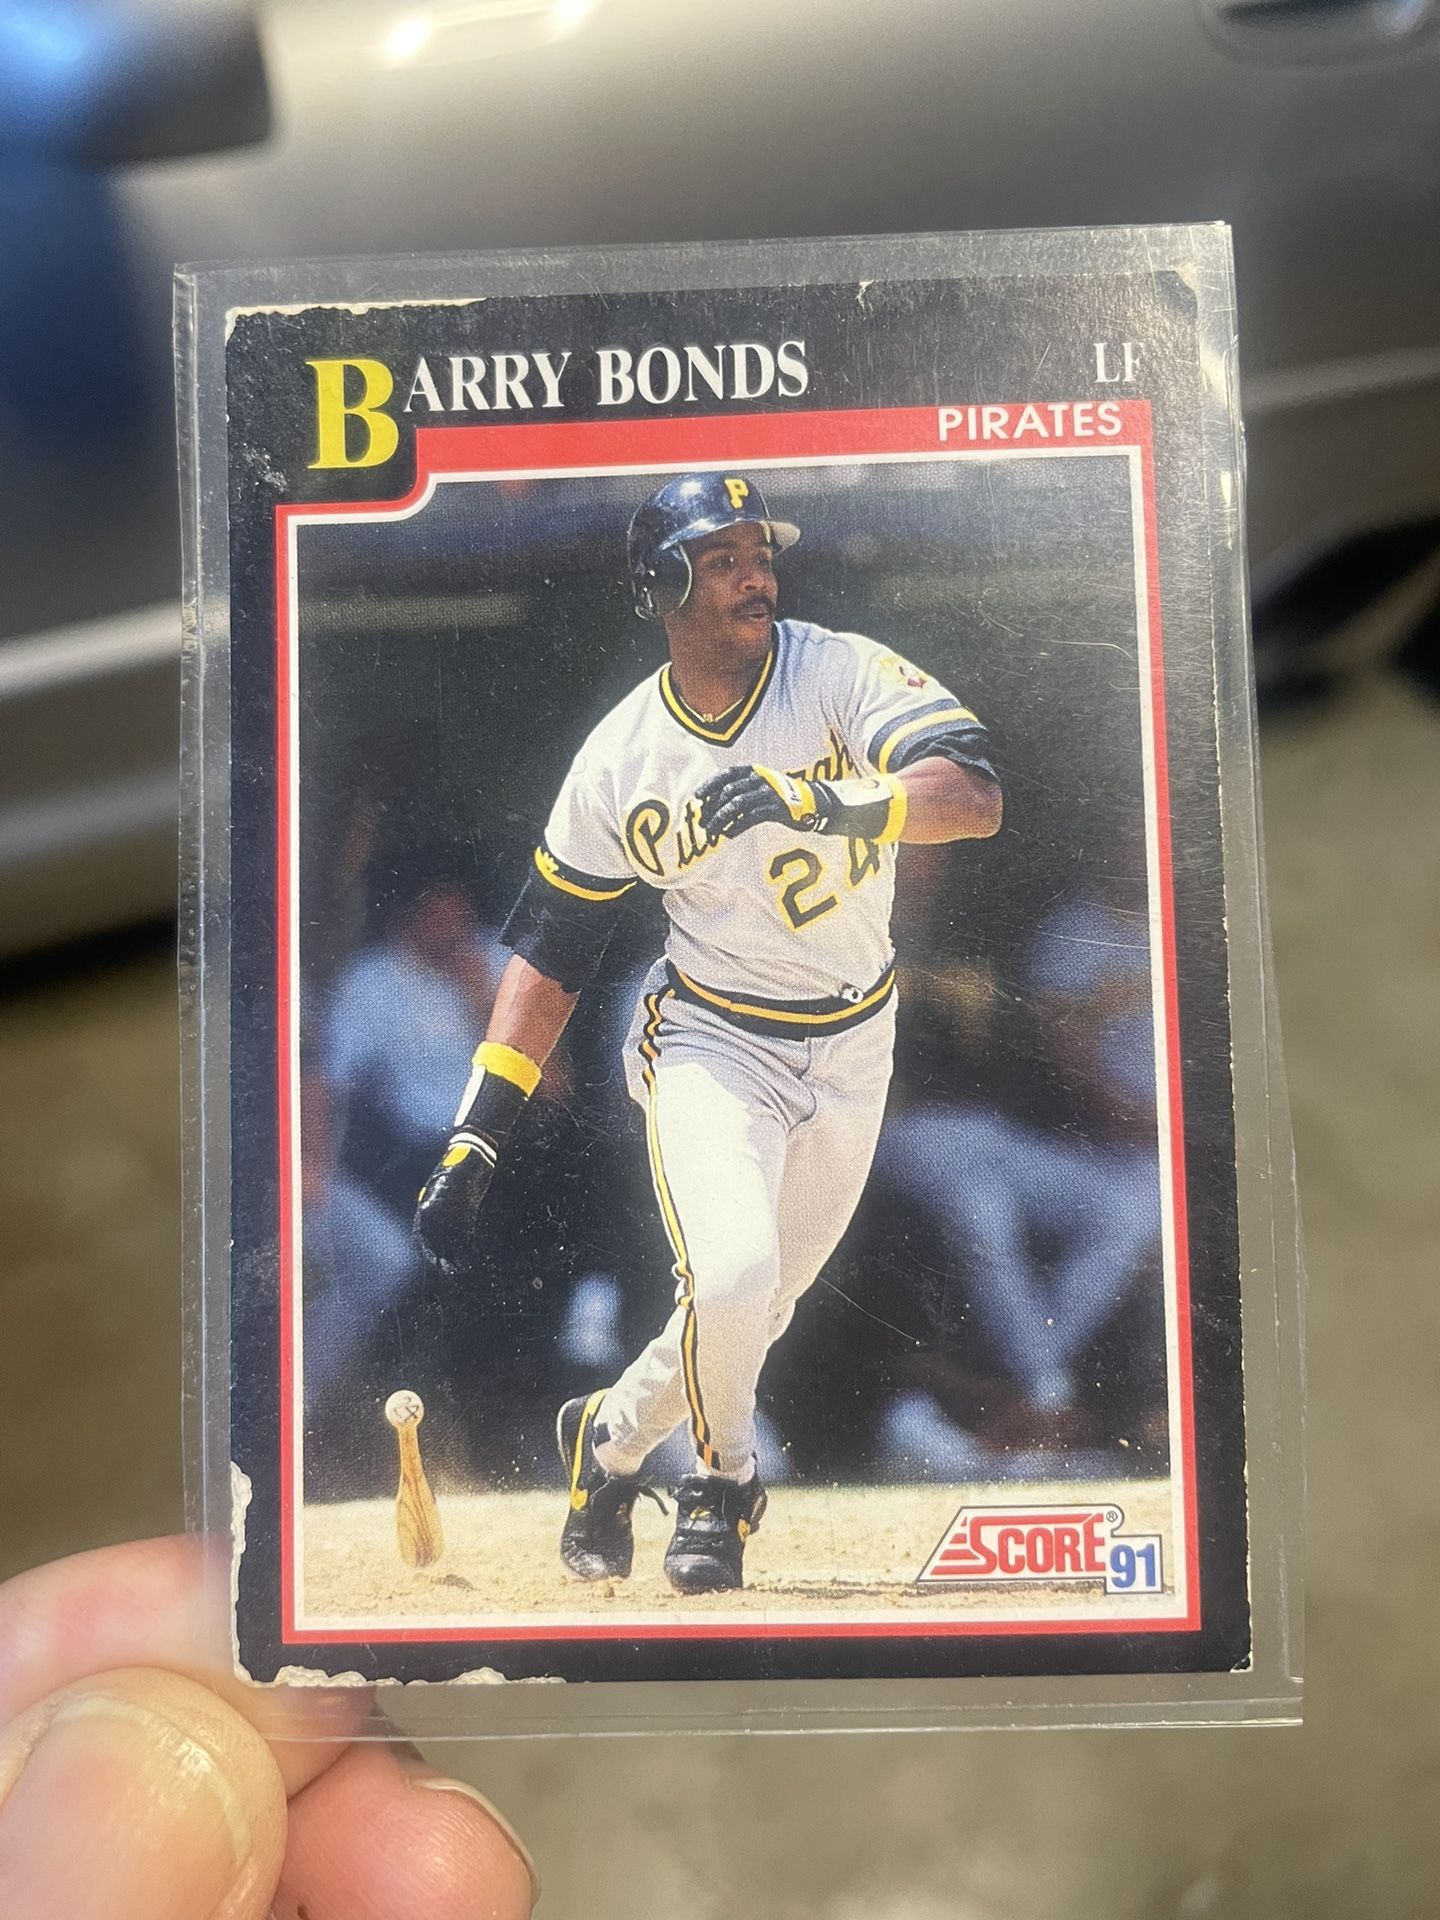 BARRY BONDS LF
PIRATES
P
Pittsburgh
24
SCORE®
91